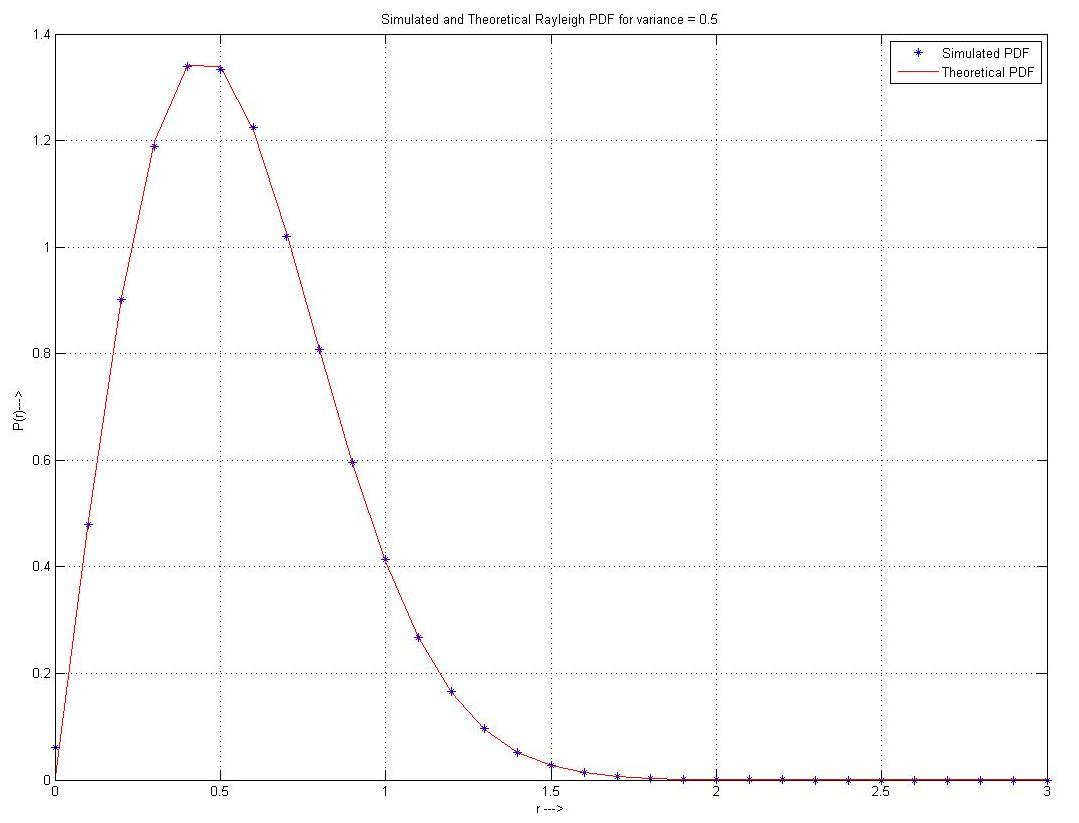 Simulated and Theoretical Rayleigh PDF for variance = 0.5
1.4
1.2
1
0.8
0.6
0.4
0.2
0
P(r)--->
Simulated PDF
Theoretical PDF
0 0.5 1 1.5 2 2.5 3
r --->